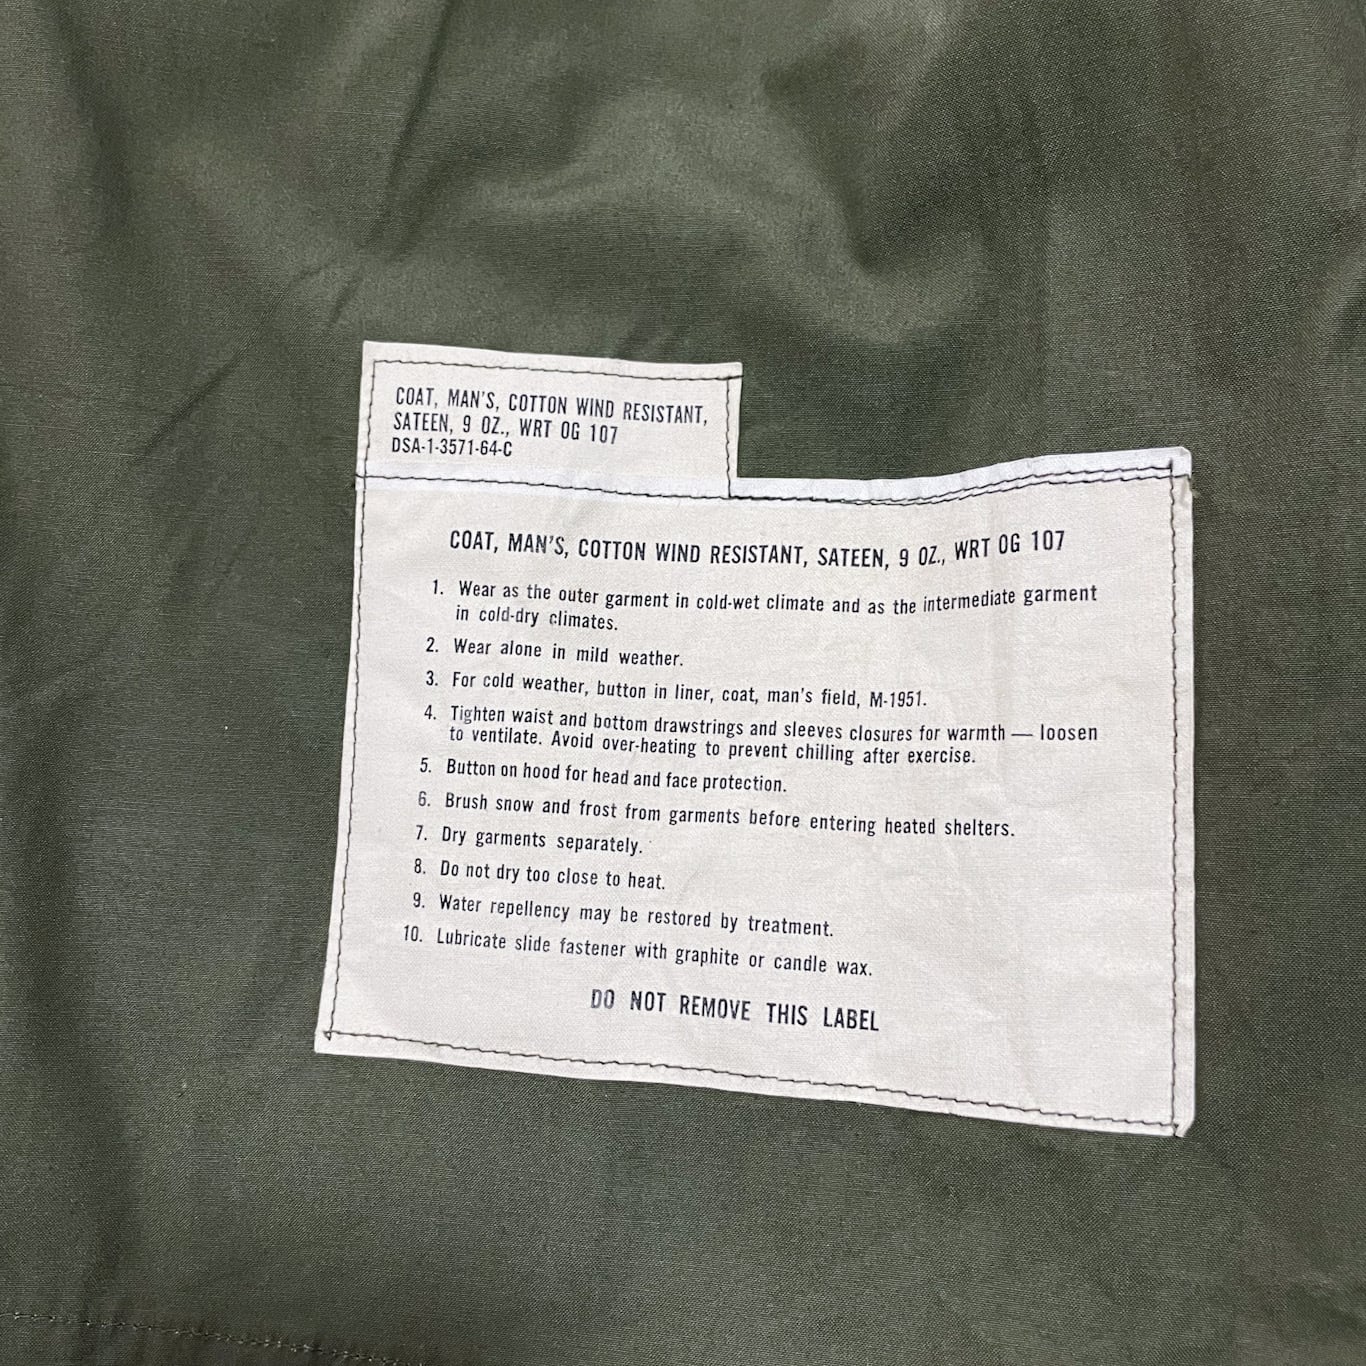 COAT, MAN'S, COTTON WIND RESISTANT,
SATEEN, 9 OZ., WRT OG 107
DSA-1-3571-64-C
COAT, MAN'S, COTTON WIND RESISTANT, SATEEN, 9 OZ., WRT OG 107
1. Wear as the outer garment in cold-wet climate and as the intermediate garment
in cold-dry climates.
2. Wear alone in mild weather.
3. For cold weather, button in liner, coat, man's field, M-1951.
4. Tighten waist and bottom drawstrings and sleeves closures for warmth — loosen
to ventilate. Avoid over-heating to prevent chilling after exercise.
5. Button on hood for head and face protection.
6. Brush snow and frost from garments before entering heated shelters.
7. Dry garments separately.
8. Do not dry too close to heat.
9. Water repellency may be restored by treatment.
10. Lubricate slide fastener with graphite or candle wax.
DO NOT REMOVE THIS LABEL